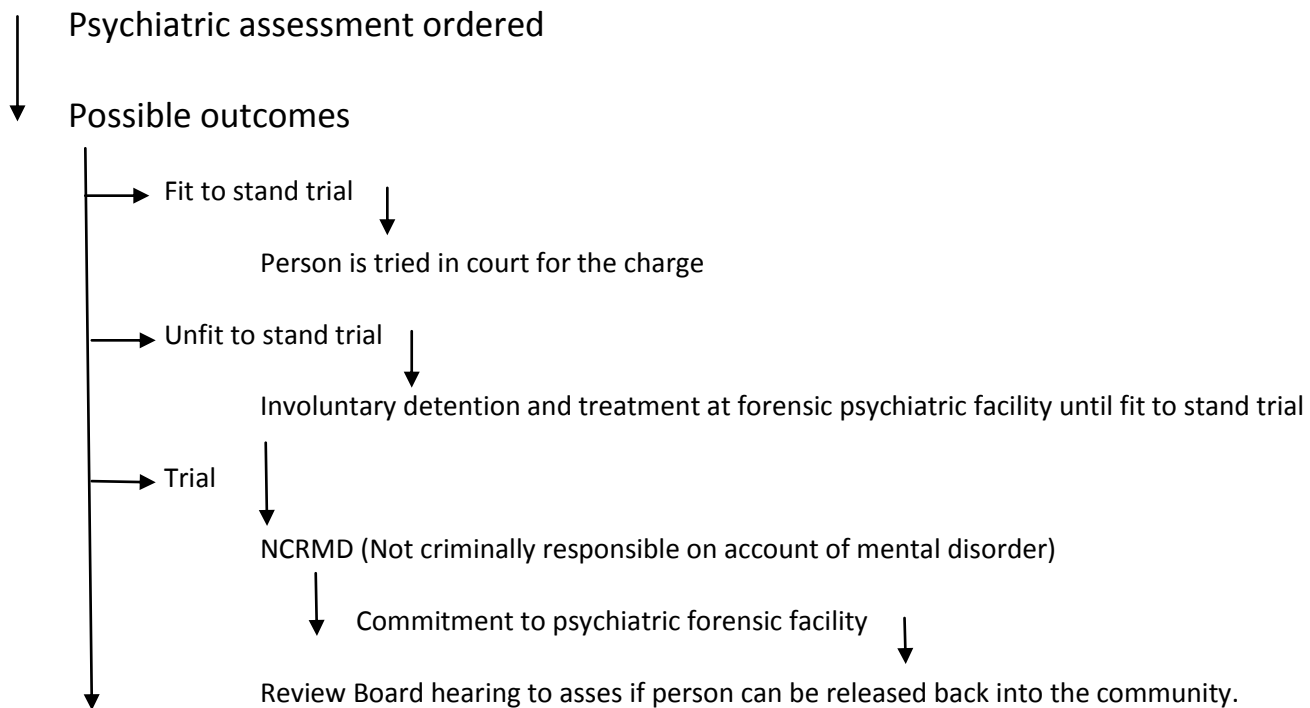 Psychiatric assessment ordered
Possible outcomes
Fit to stand trial
Person is tried in court for the charge
Unfit to stand trial
Involuntary detention and treatment at forensic psychiatric facility until fit to stand trial
Trial
NCRMD (Not criminally responsible on account of mental disorder)
Commitment to psychiatric forensic facility
Review Board hearing to asses if person can be released back into the community.